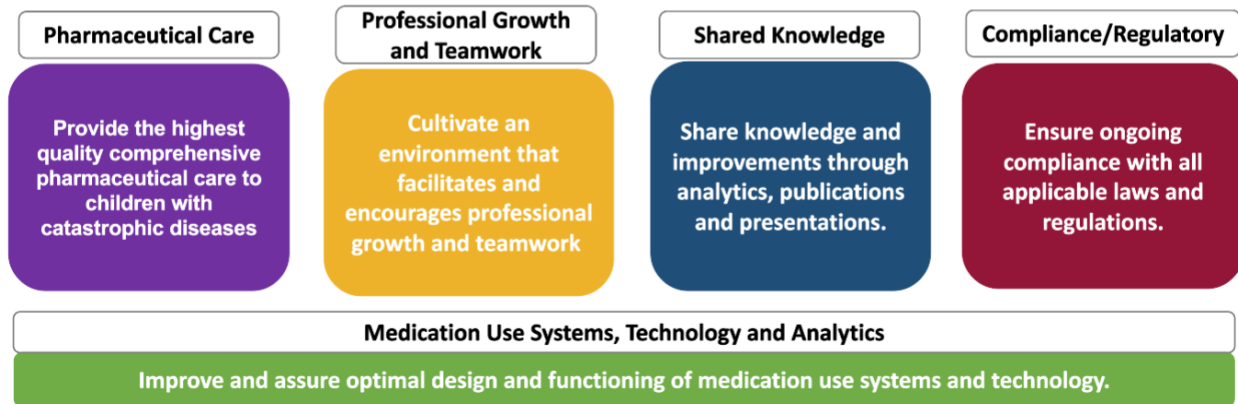 Pharmaceutical Care
Provide the highest
quality comprehensive
pharmaceutical care to
children with
catastrophic diseases
Professional Growth
and Teamwork
Cultivate an
environment that
facilitates and
encourages professional
growth and teamwork
Shared Knowledge
Share knowledge and
improvements through
analytics, publications
and presentations.
Compliance/Regulatory
Ensure ongoing
compliance with all
applicable laws and
regulations.
Medication Use Systems, Technology and Analytics
Improve and assure optimal design and functioning of medication use systems and technology.